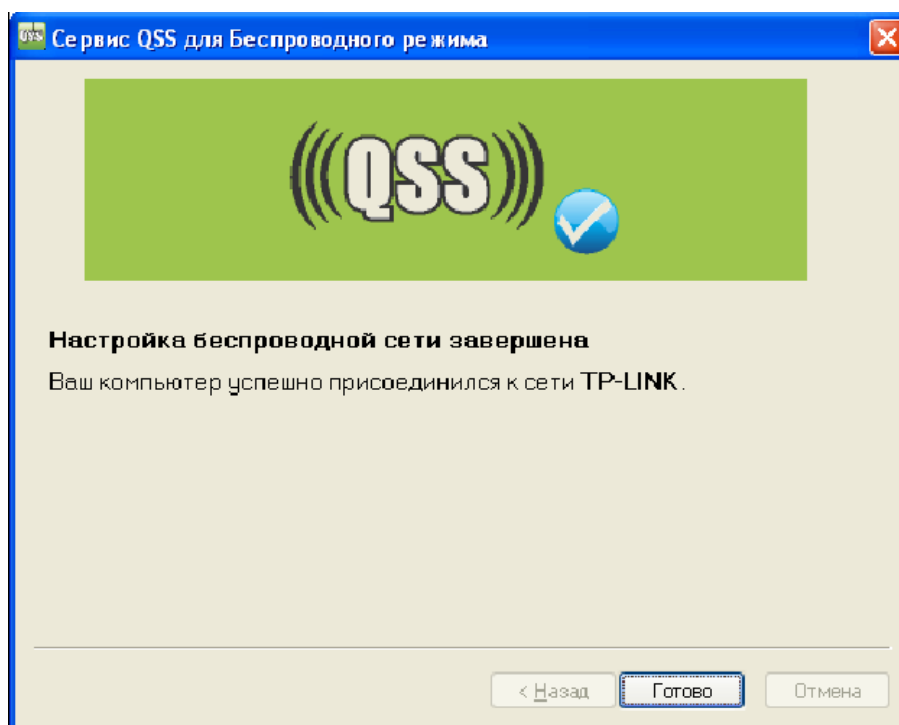 QSS Сервис QSS для Беспроводного режима
(((QSS)))
Настройка беспроводной сети завершена
Ваш компьютер успешно присоединился к сети TP-LINK.
< Назад Готово Отмена